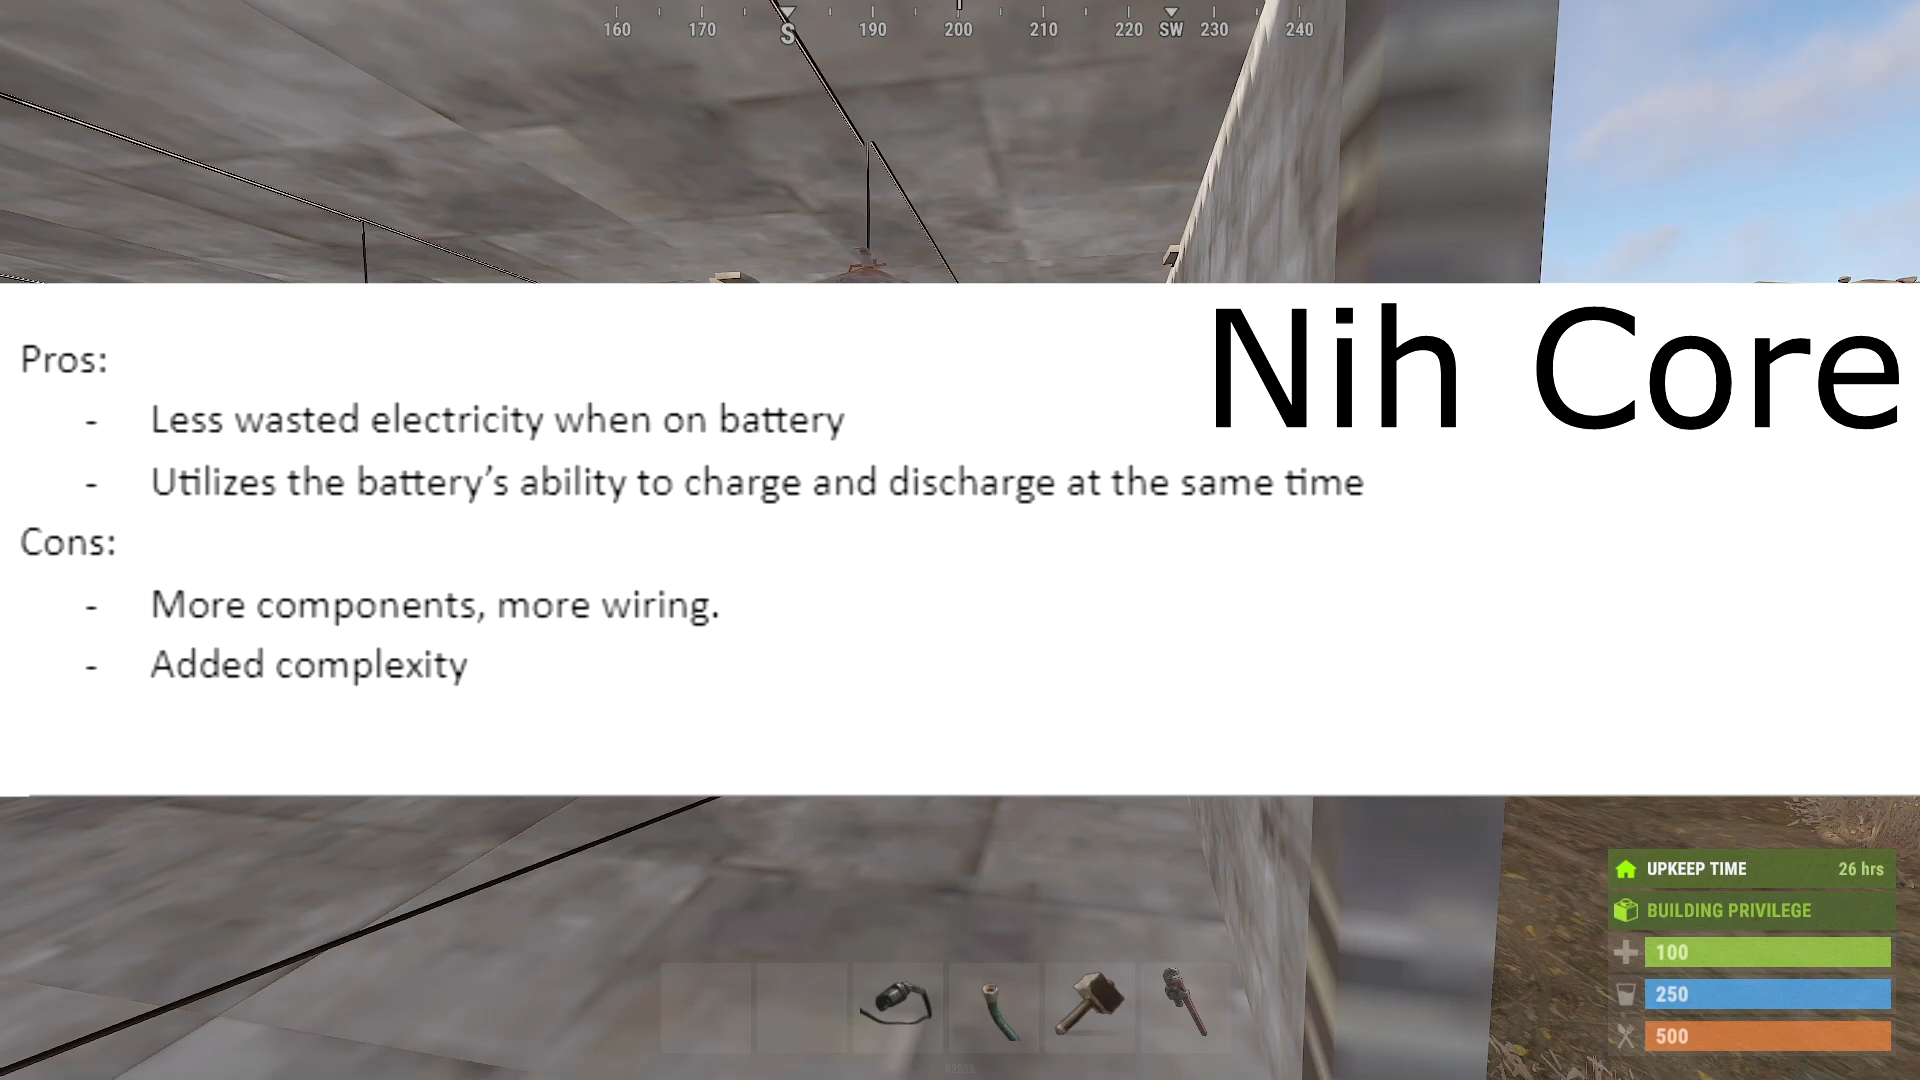 160 170 S 190 200 210 220 SW 230 240
Nih Core
Pros:
- Less wasted electricity when on battery
- Utilizes the battery’s ability to charge and discharge at the same time
Cons:
- More components, more wiring.
- Added complexity
UPKEEP TIME 26 hrs
BUILDING PRIVILEGE
100
250
500